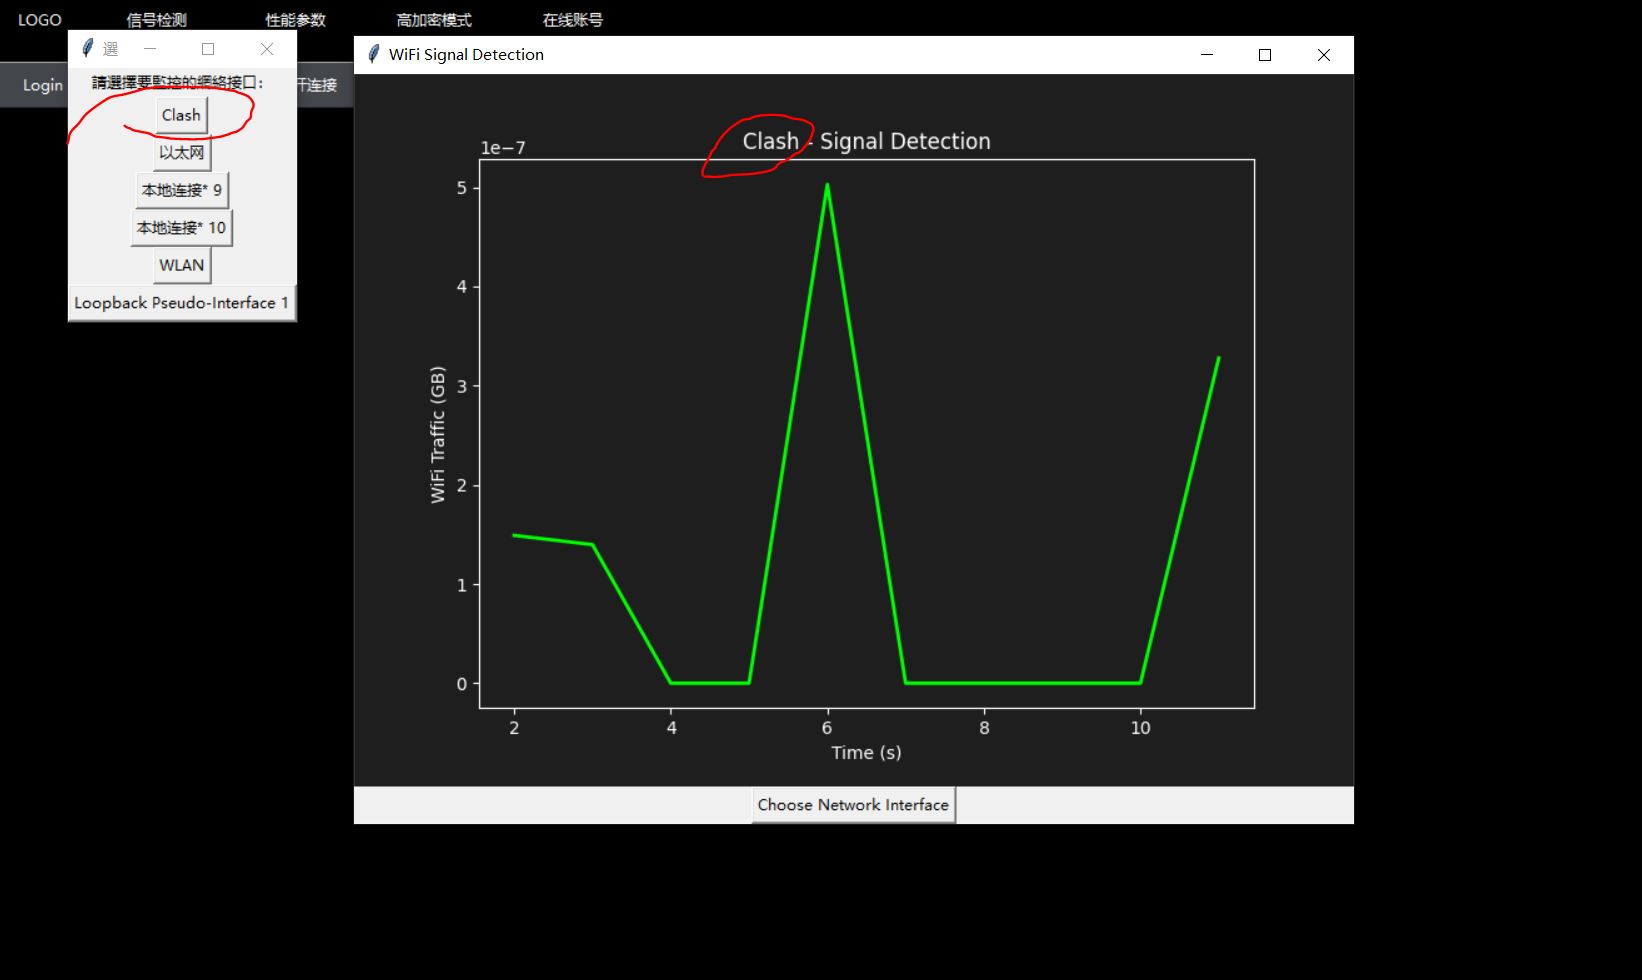 LOGO 信号检测 性能参数 高加密模式 在线账号
Login
开连接
選
請選擇要監控的網絡接口:
Clash
以太网
本地连接* 9
本地连接* 10
WLAN
Loopback Pseudo-Interface 1
WiFi Signal Detection
Clash - Signal Detection
1e−7
5
4
3
2
1
0
WiFi Traffic (GB)
2 4 6 8 10
Time (s)
Choose Network Interface